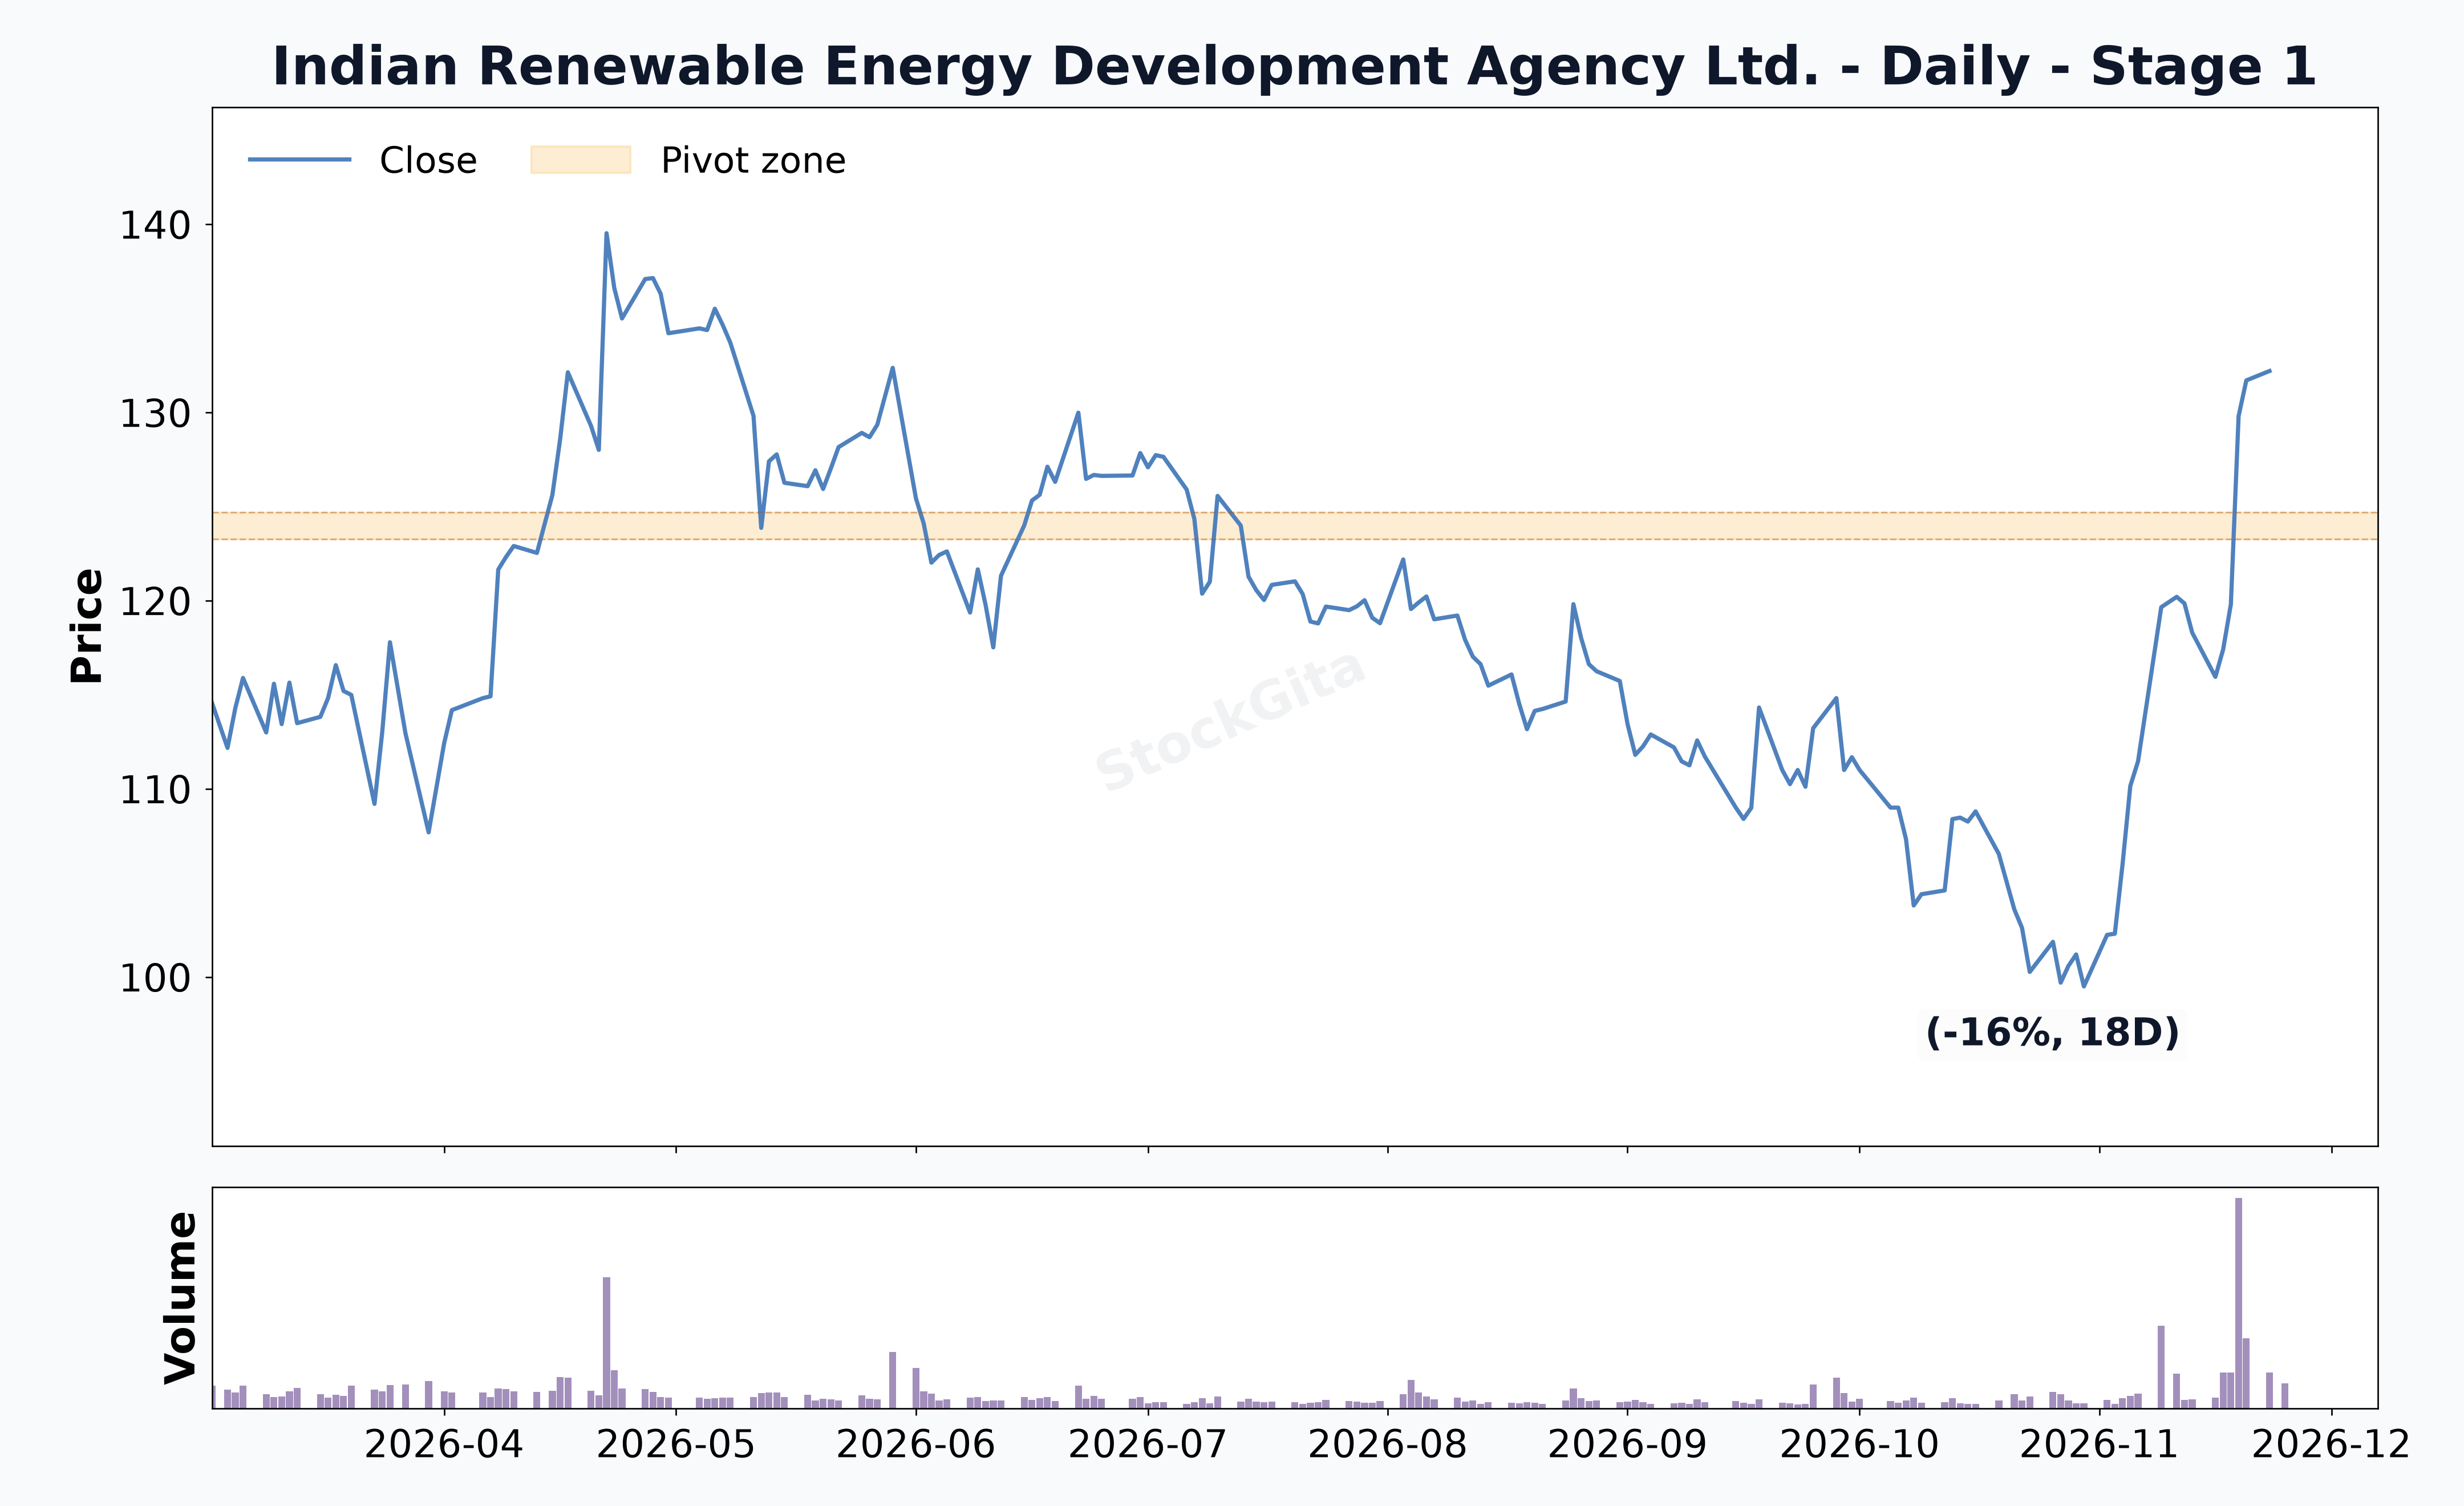 Indian Renewable Energy Development Agency Ltd. - Daily - Stage 1
Close
Pivot zone
Price
140
130
120
110
100
StockGita
(-16%, 18D)
Volume
2026-04
2026-05
2026-06
2026-07
2026-08
2026-09
2026-10
2026-11
2026-12